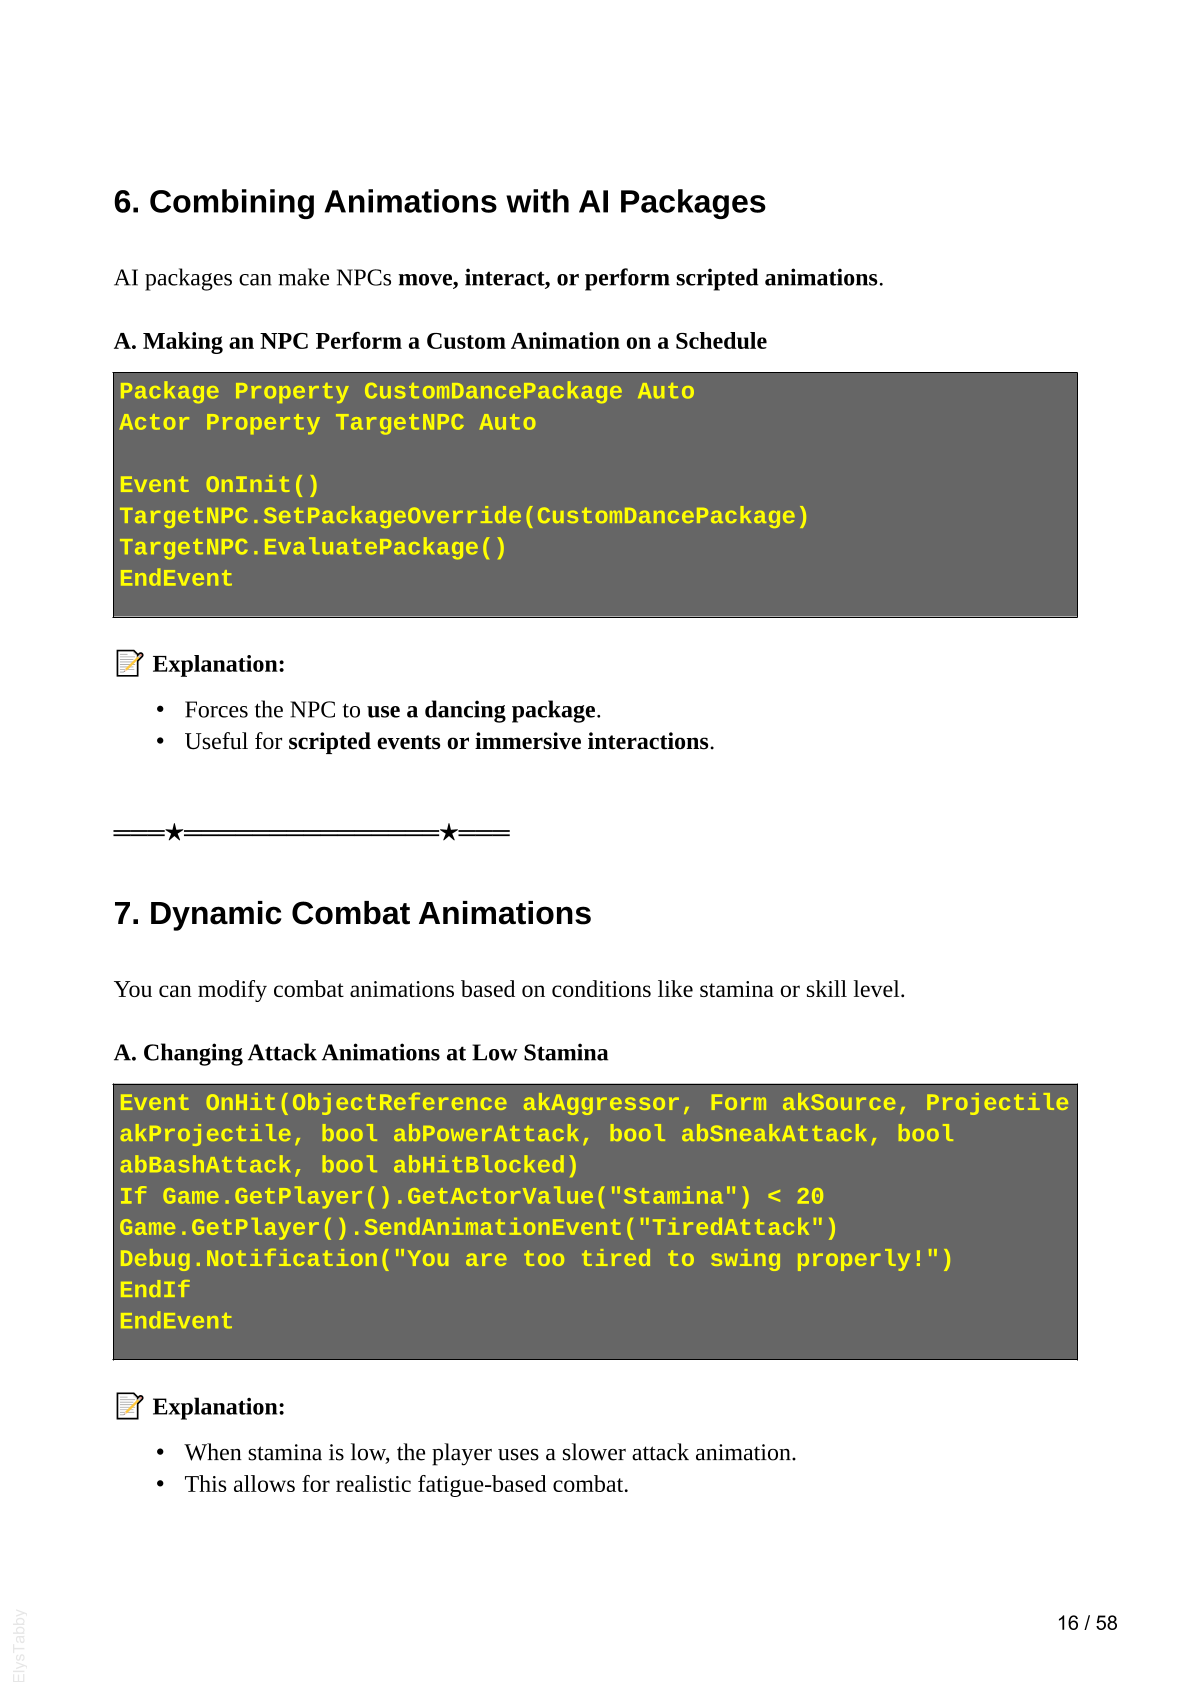 6. Combining Animations with AI Packages
AI packages can make NPCs move, interact, or perform scripted animations.
A. Making an NPC Perform a Custom Animation on a Schedule
Package Property CustomDancePackage Auto
Actor Property TargetNPC Auto
Event OnInit()
TargetNPC.SetPackageOverride(CustomDancePackage)
TargetNPC.EvaluatePackage()
EndEvent
📝 Explanation:
• Forces the NPC to use a dancing package.
• Useful for scripted events or immersive interactions.
═══★═══════════════★═══
7. Dynamic Combat Animations
You can modify combat animations based on conditions like stamina or skill level.
A. Changing Attack Animations at Low Stamina
Event OnHit(ObjectReference akAggressor, Form akSource, Projectile
akProjectile, bool abPowerAttack, bool abSneakAttack, bool
abBashAttack, bool abHitBlocked)
If Game.GetPlayer().GetActorValue("Stamina") < 20
Game.GetPlayer().SendAnimationEvent("TiredAttack")
Debug.Notification("You are too tired to swing properly!")
EndIf
EndEvent
📝 Explanation:
• When stamina is low, the player uses a slower attack animation.
• This allows for realistic fatigue-based combat.
16 / 58
ElysTabby